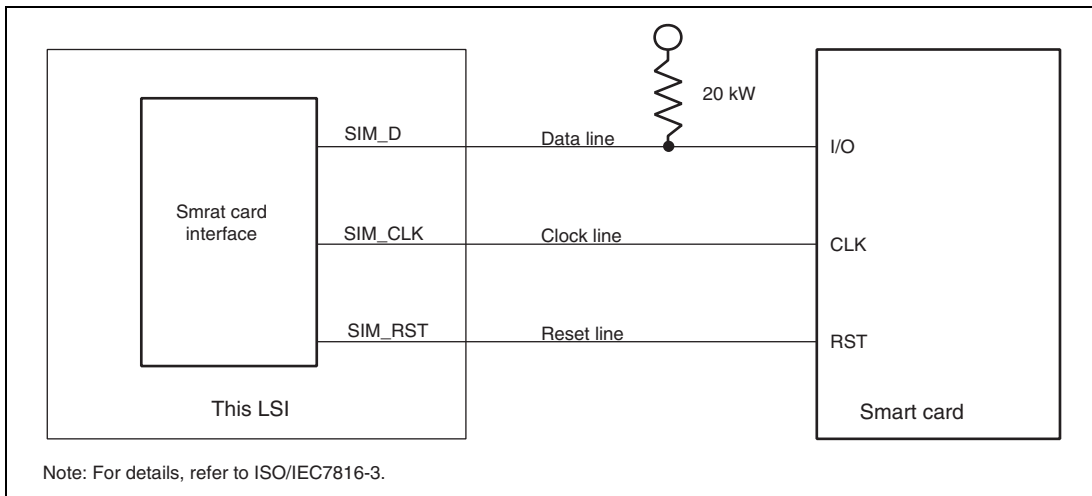 20 kW
SIM_D
Data line
I/O
Smrat card
interface
SIM_CLK
Clock line
CLK
SIM_RST
Reset line
RST
This LSI
Smart card
Note: For details, refer to ISO/IEC7816-3.